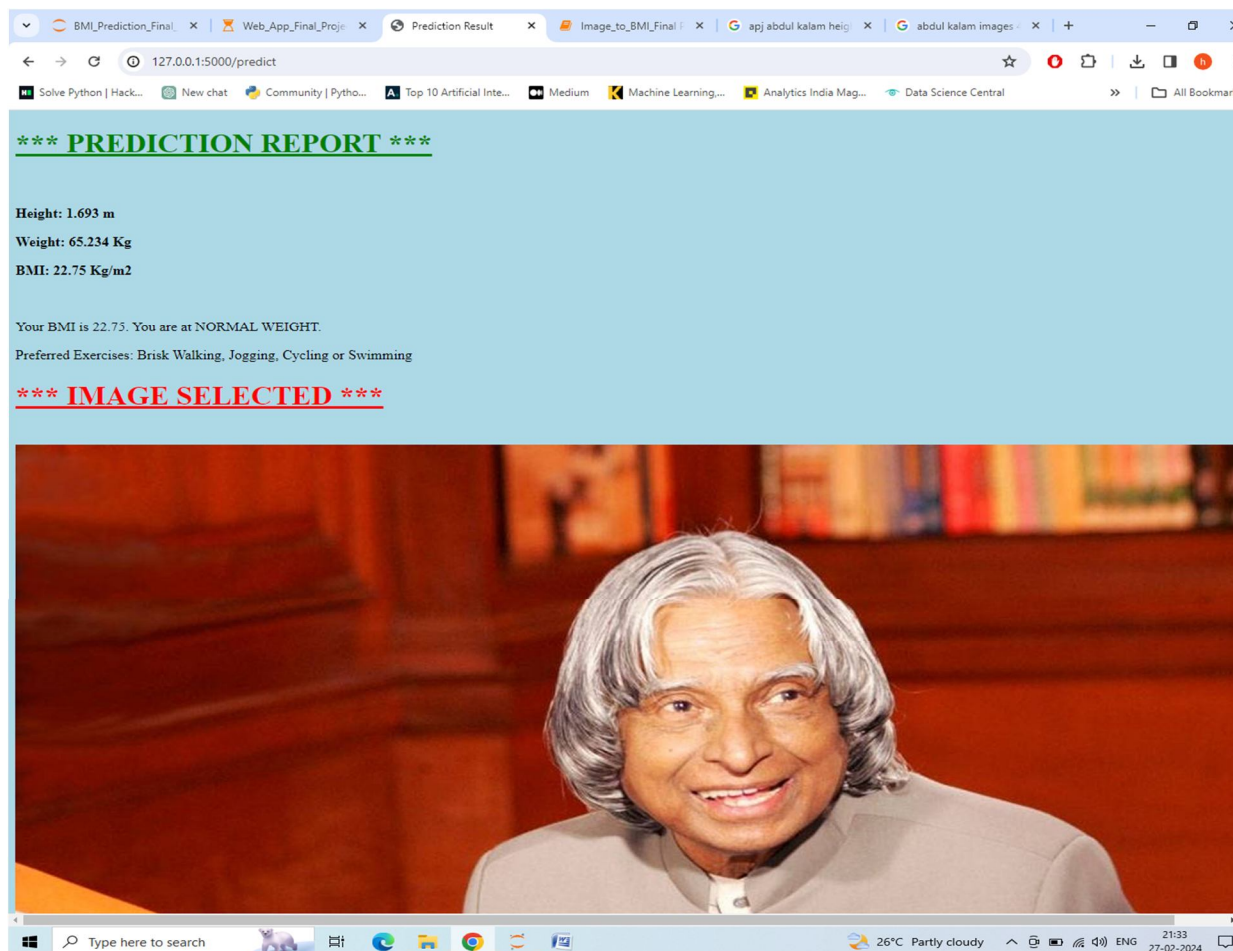 BMI_Prediction_Final_
Web_App_Final_Proje
Prediction Result
Image_to_BMI_Final
apj abdul kalam heig
abdul kalam images
127.0.0.1:5000/predict
h
Solve Python | Hack...
New chat
Community | Pytho...
A.
Top 10 Artificial Inte...
Medium
Machine Learning,...
Analytics India Mag...
Data Science Central
»
All Bookmar
*** PREDICTION REPORT ***
Height: 1.693 m
Weight: 65.234 Kg
BMI: 22.75 Kg/m2
Your BMI is 22.75. You are at NORMAL WEIGHT.
Preferred Exercises: Brisk Walking, Jogging, Cycling or Swimming
*** IMAGE SELECTED ***
Type here to search
26°C Partly cloudy
ENG
21:33
27-02-2024